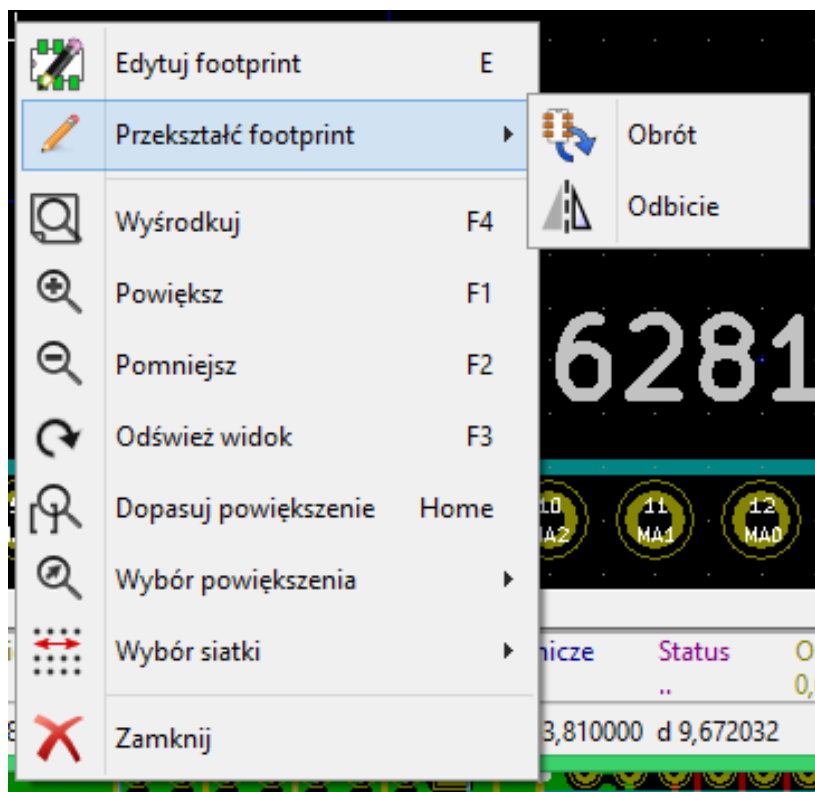 Edytuj footprint E
Przekształć footprint
Obrót
Odbicie
Wyśrodkuj F4
Powiększ F1
Pomniejsz F2
6281
Odśwież widok F3
Dopasuj powiększenie Home
10 11 12
MA1 MA0
Wybór powiększenia
Wybór siatki
Status
..
Zamknij
3,810000 d 9,672032